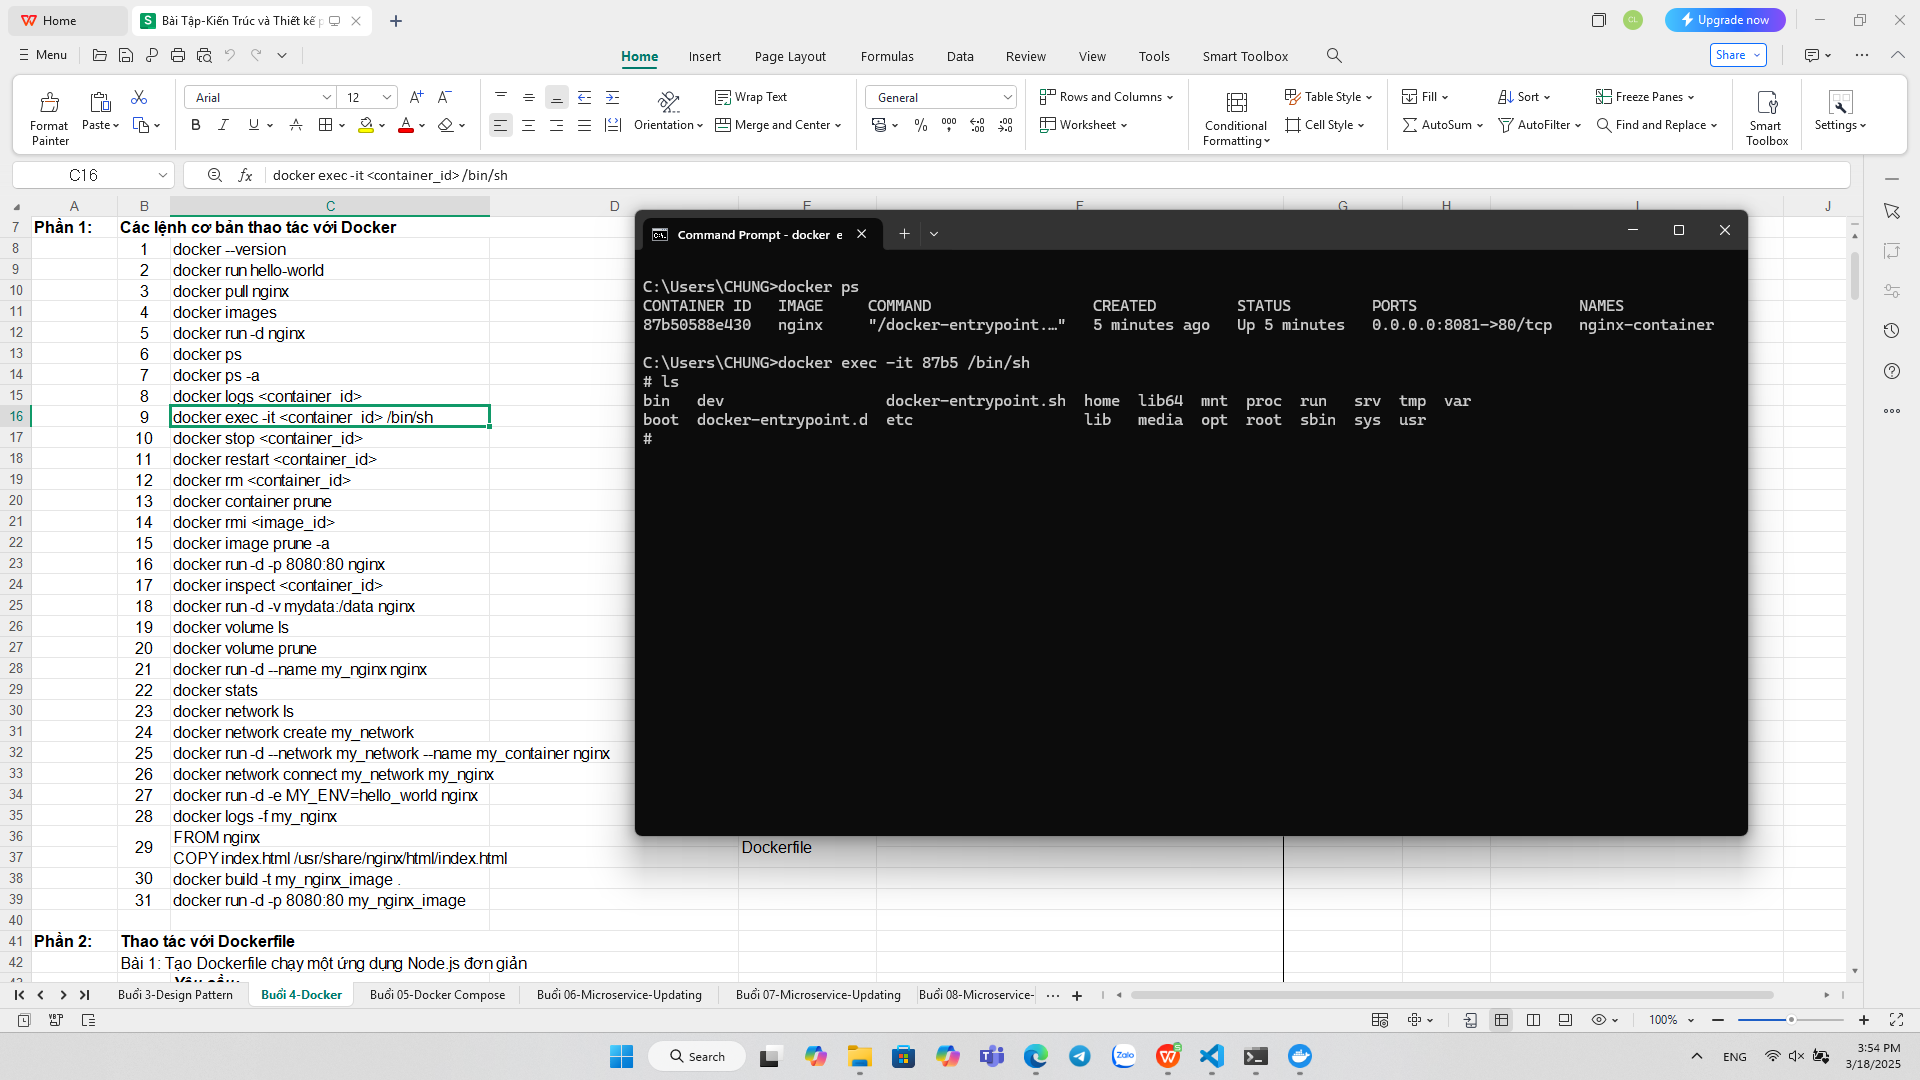 Home
Bài Tập-Kiến Trúc và Thiết kế p
CL
Upgrade now
Menu
Home Insert Page Layout Formulas Data Review View Tools Smart Toolbox
Share
Format Painter
Paste
Arial
12
Orientation
Wrap Text
Merge and Center
General
Rows and Columns
Worksheet
Conditional Formatting
Table Style
Cell Style
Fill
AutoSum
Sort
AutoFilter
Freeze Panes
Find and Replace
Smart Toolbox
Settings
C16
fx docker exec -it <container_id> /bin/sh
A B C D E F G H I J
7 Phần 1: Các lệnh cơ bản thao tác với Docker
8 1 docker --version
9 2 docker run hello-world
10 3 docker pull nginx
11 4 docker images
12 5 docker run -d nginx
13 6 docker ps
14 7 docker ps -a
15 8 docker logs <container_id>
16 9 docker exec -it <container_id> /bin/sh
17 10 docker stop <container_id>
18 11 docker restart <container_id>
19 12 docker rm <container_id>
20 13 docker container prune
21 14 docker rmi <image_id>
22 15 docker image prune -a
23 16 docker run -d -p 8080:80 nginx
24 17 docker inspect <container_id>
25 18 docker run -d -v mydata:/data nginx
26 19 docker volume ls
27 20 docker volume prune
28 21 docker run -d --name my_nginx nginx
29 22 docker stats
30 23 docker network ls
31 24 docker network create my_network
32 25 docker run -d --network my_network --name my_container nginx
33 26 docker network connect my_network my_nginx
34 27 docker run -d -e MY_ENV=hello_world nginx
35 28 docker logs -f my_nginx
36 29 FROM nginx
37 COPY index.html /usr/share/nginx/html/index.html Dockerfile
38 30 docker build -t my_nginx_image .
39 31 docker run -d -p 8080:80 my_nginx_image
40
41 Phần 2: Thao tác với Dockerfile
42 Bài 1: Tạo Dockerfile chạy một ứng dụng Node.js đơn giản
43 Yêu cầu:
Command Prompt - docker e
C:\Users\CHUNG>docker ps
CONTAINER ID IMAGE COMMAND CREATED STATUS PORTS NAMES
87b50588e430 nginx "/docker-entrypoint.…" 5 minutes ago Up 5 minutes 0.0.0.0:8081->80/tcp nginx-container
C:\Users\CHUNG>docker exec -it 87b5 /bin/sh
# ls
bin dev docker-entrypoint.sh home lib64 mnt proc run srv tmp var
boot docker-entrypoint.d etc lib media opt root sbin sys usr
#
Buổi 3-Design Pattern Buổi 4-Docker Buổi 05-Docker Compose Buổi 06-Microservice-Updating Buổi 07-Microservice-Updating Buổi 08-Microservice-
100%
Search
Zalo
ENG
3:54 PM
3/18/2025